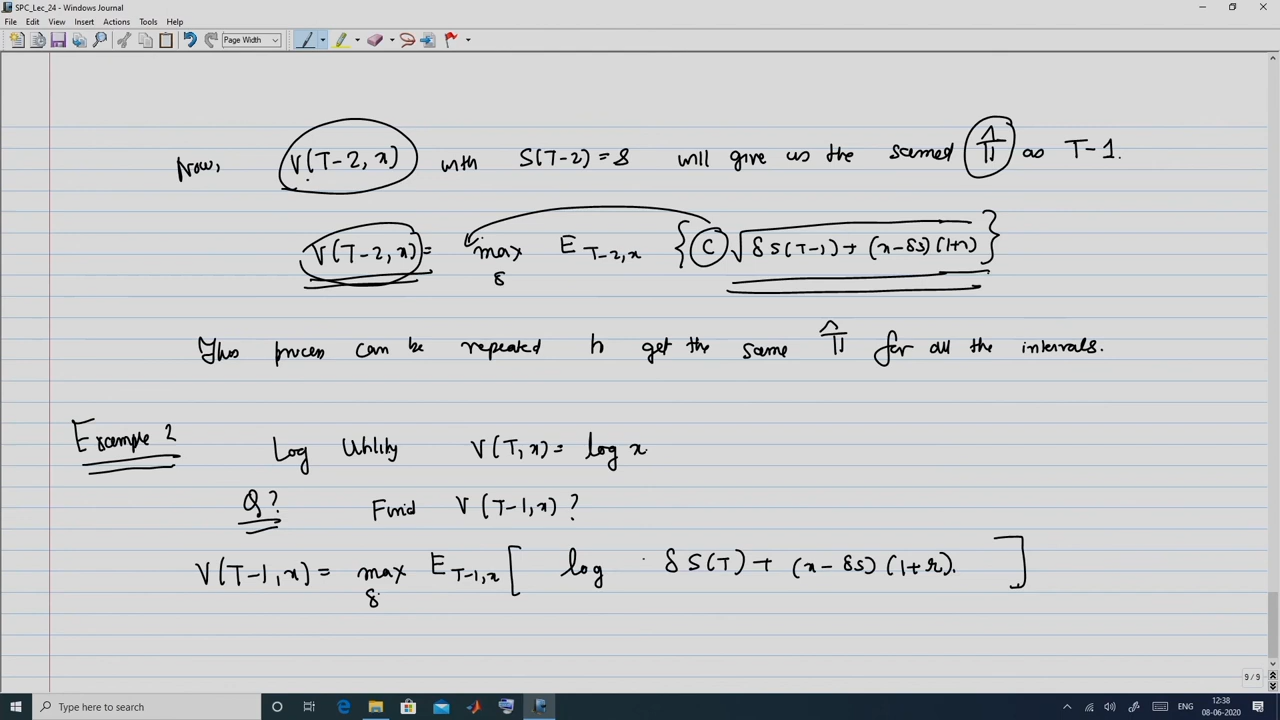 SPC_Lec_24 - Windows Journal
File Edit View Insert Actions Tools Help
Page Width
Now, V(T-2, x) with S(T-2) = s will give us the samed π̂ as T-1.
V(T-2, x) = max E T-2,x { C √ δ S(T-1) + (x-δs)(1+r) }
δ
This process can be repeated to get the same π̂ for all the intervals.
Example 2 Log Utility V(T,x) = log x
Q? Find V(T-1,x) ?
V(T-1,x) = max E T-1,x [ log δ S(T) + (x-δs)(1+r). ]
δ
9 / 9
Type here to search
ENG
12:38
08-06-2020